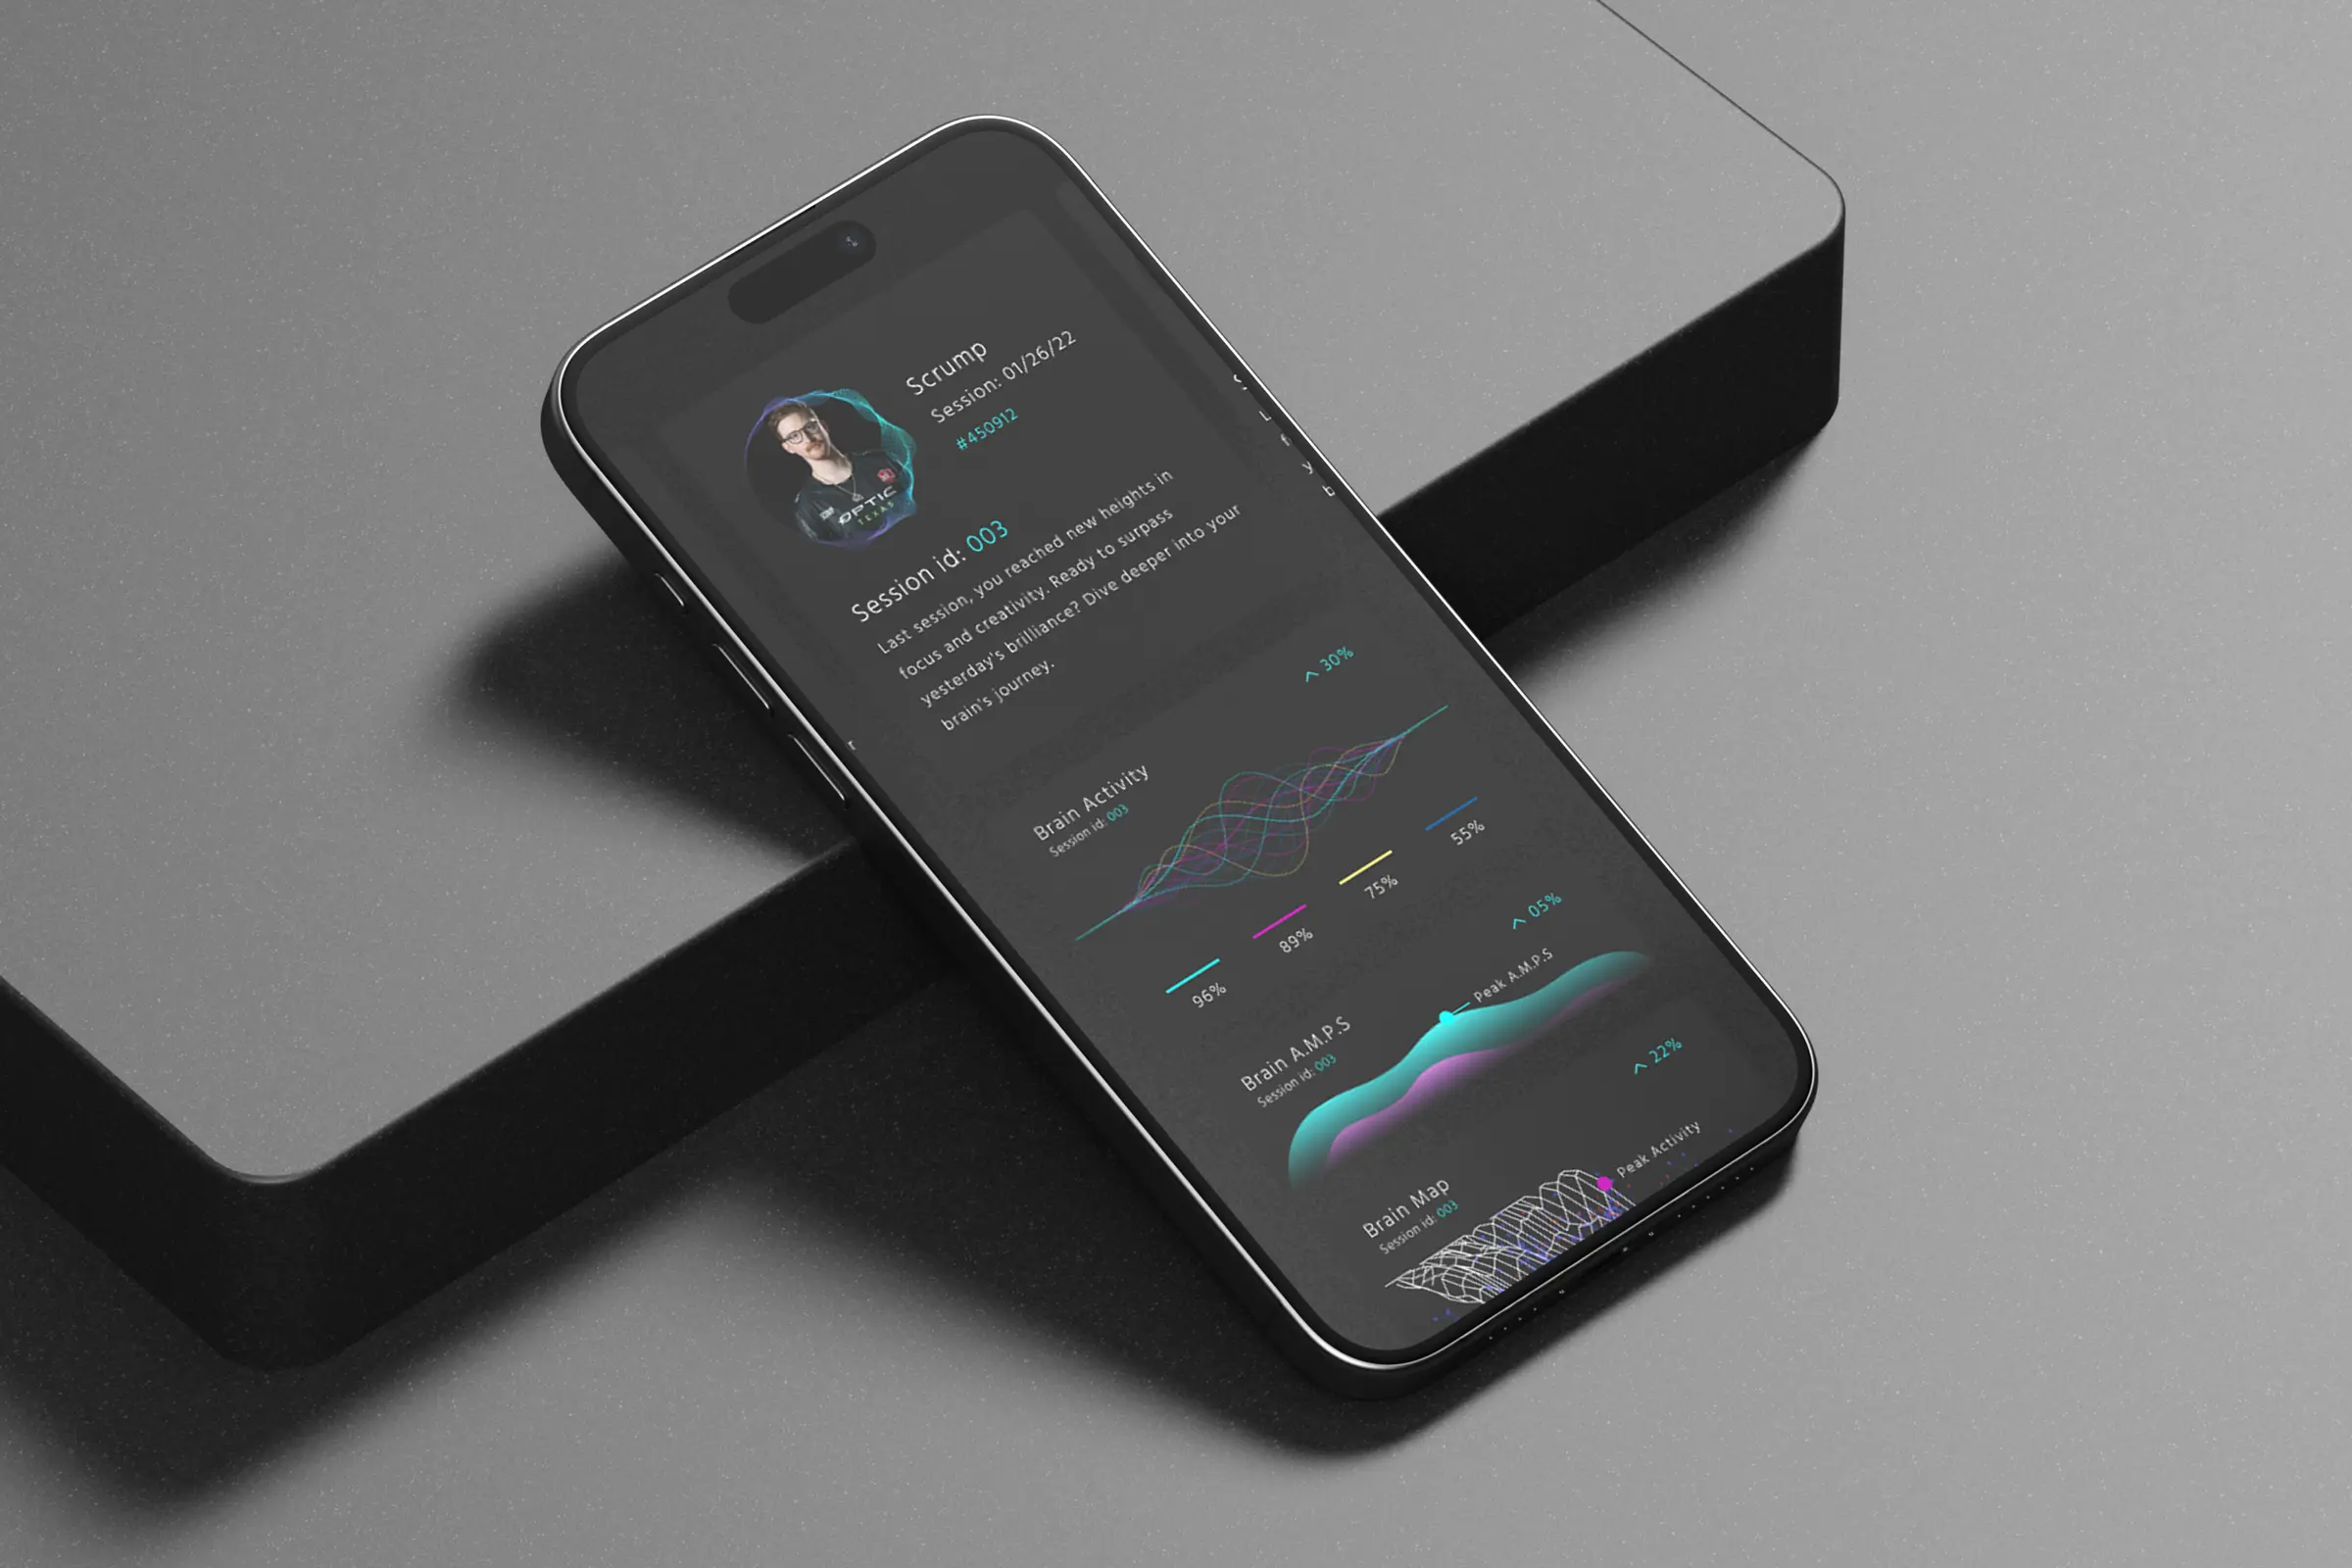 Scrump
Session: 01/26/22
#450912
OPTIC
TEXAS
Session id: 003
Last session, you reached new heights in
focus and creativity. Ready to surpass
yesterday's brilliance? Dive deeper into your
brain's journey.
Brain Activity
Session id: 003
30%
96%
89%
75%
55%
Brain A.M.P.S
Session id: 003
05%
Peak A.M.P.S
Brain Map
Session id: 003
22%
Peak Activity
L
f
y
b
r